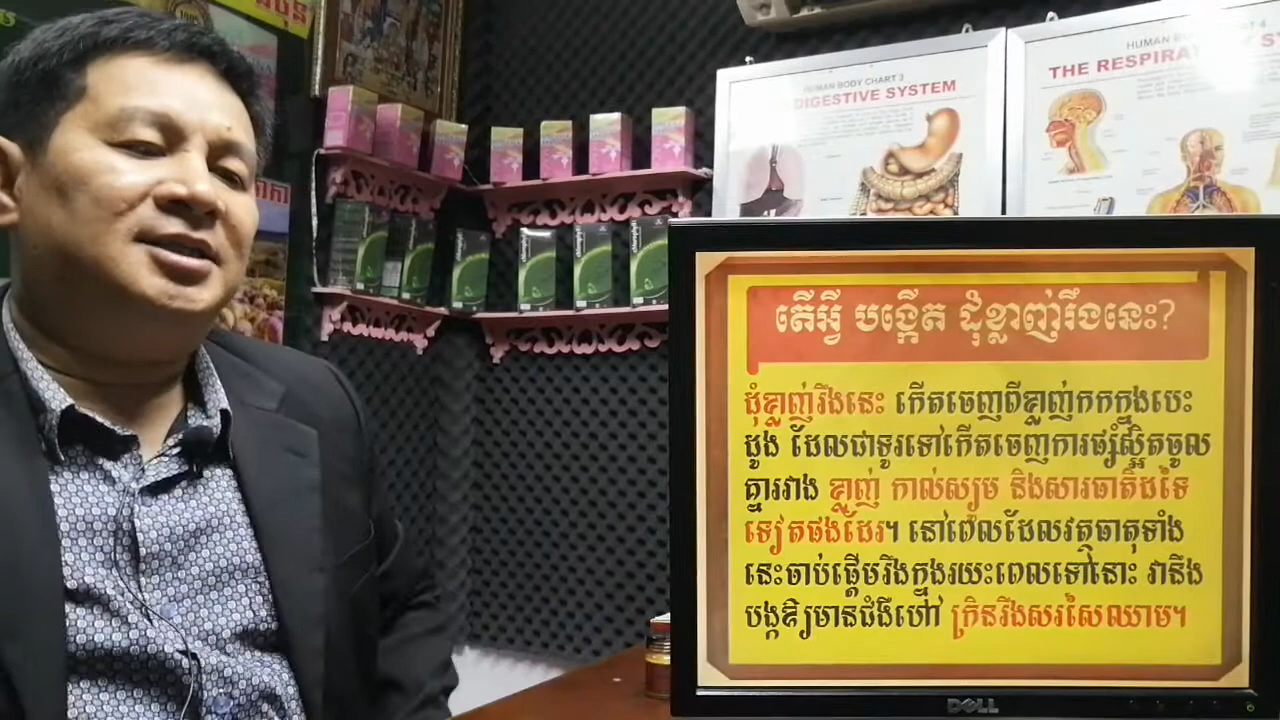 HUMAN BODY CHART 3
DIGESTIVE SYSTEM
HUMAN
THE RESPIRAT
តើអ្វី បង្កើត ដុំខ្លាញ់រឹងនេះ?
ដុំខ្លាញ់រឹងនេះ កើតចេញពីខ្លាញ់កកក្នុងបេះ
ដូង ដែលជាទូរទៅកើតចេញការផ្សំស្អិតចូល
គ្នារវាង ខ្លាញ់ កាល់ស្យូម និងសារធាតិដទៃ
ទៀតផងដែរ។ នៅពេលដែលវត្ថុធាតុទាំង
នេះចាប់ផ្តើមរឹងក្នុងរយះពេលទៅនោះ វានឹង
បង្កឱ្យមានជំងឺហៅ ក្រិនរឹងសរសៃឈាម។
DELL